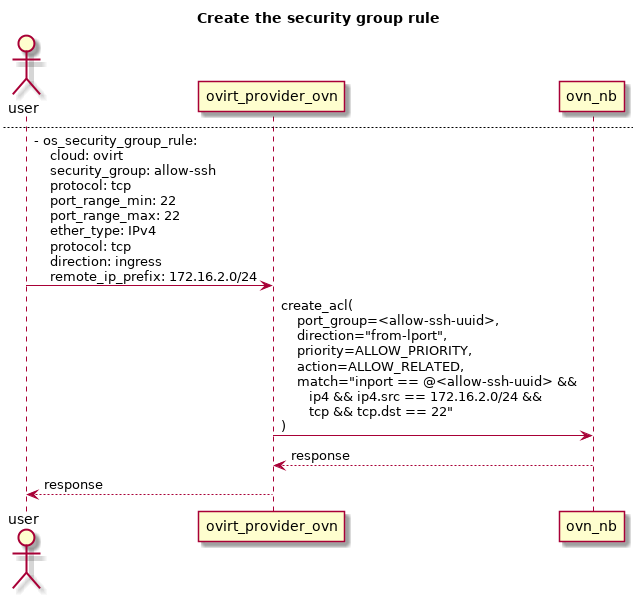 Create the security group rule
user
ovirt_provider_ovn
ovn_nb
- os_security_group_rule:
    cloud: ovirt
    security_group: allow-ssh
    protocol: tcp
    port_range_min: 22
    port_range_max: 22
    ether_type: IPv4
    protocol: tcp
    direction: ingress
    remote_ip_prefix: 172.16.2.0/24
create_acl(
    port_group=<allow-ssh-uuid>,
    direction="from-lport",
    priority=ALLOW_PRIORITY,
    action=ALLOW_RELATED,
    match="inport == @<allow-ssh-uuid> &&
       ip4 && ip4.src == 172.16.2.0/24 &&
       tcp && tcp.dst == 22"
)
response
response
user
ovirt_provider_ovn
ovn_nb